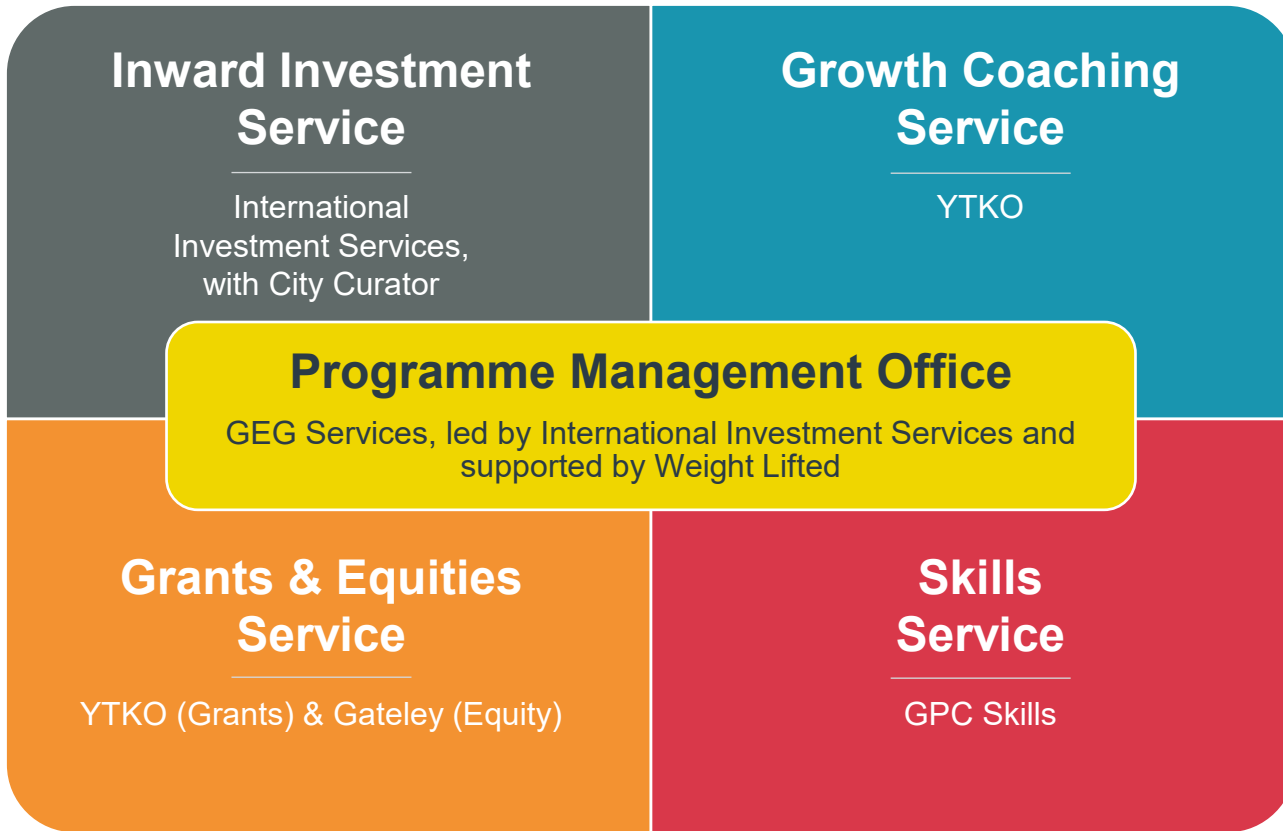 Inward Investment
Service
International
Investment Services,
with City Curator
Growth Coaching
Service
YTKO
Programme Management Office
GEG Services, led by International Investment Services and
supported by Weight Lifted
Grants & Equities
Service
YTKO (Grants) & Gateley (Equity)
Skills
Service
GPC Skills